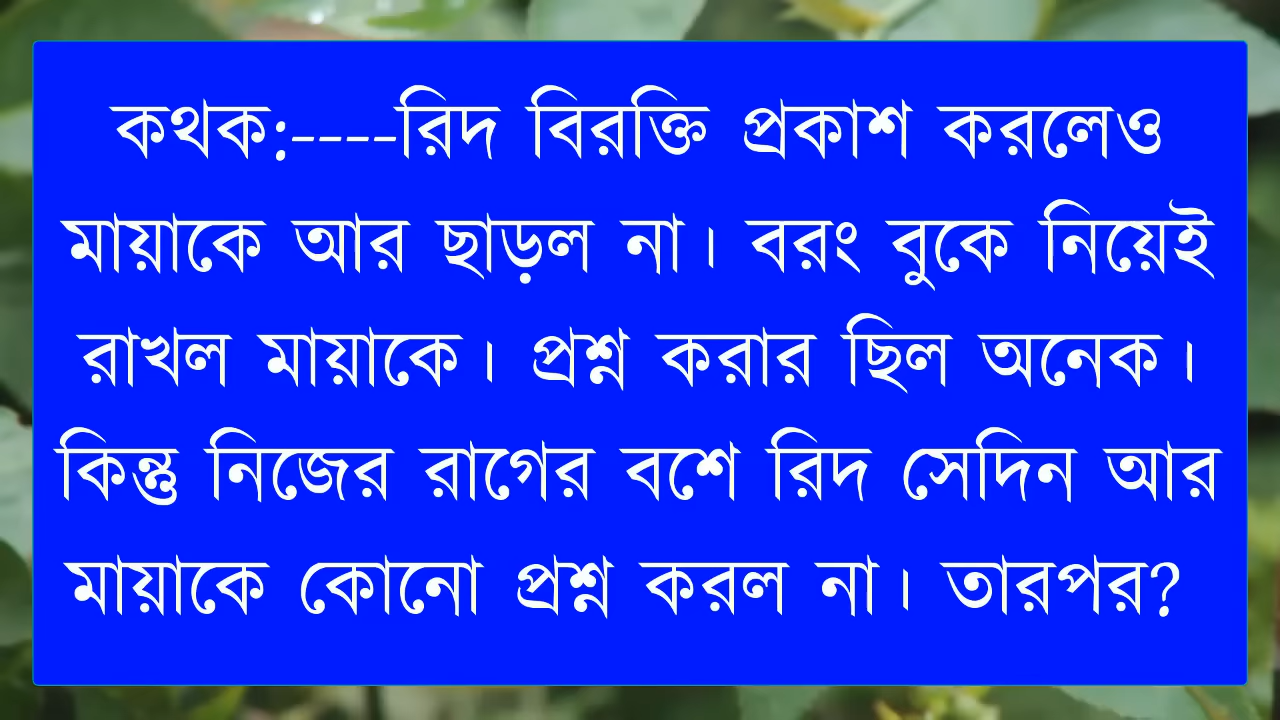 কথক:----রিদ বিরক্তি প্রকাশ করলেও
মায়াকে আর ছাড়ল না। বরং বুকে নিয়েই
রাখল মায়াকে। প্রশ্ন করার ছিল অনেক।
কিন্তু নিজের রাগের বশে রিদ সেদিন আর
মায়াকে কোনো প্রশ্ন করল না। তারপর?